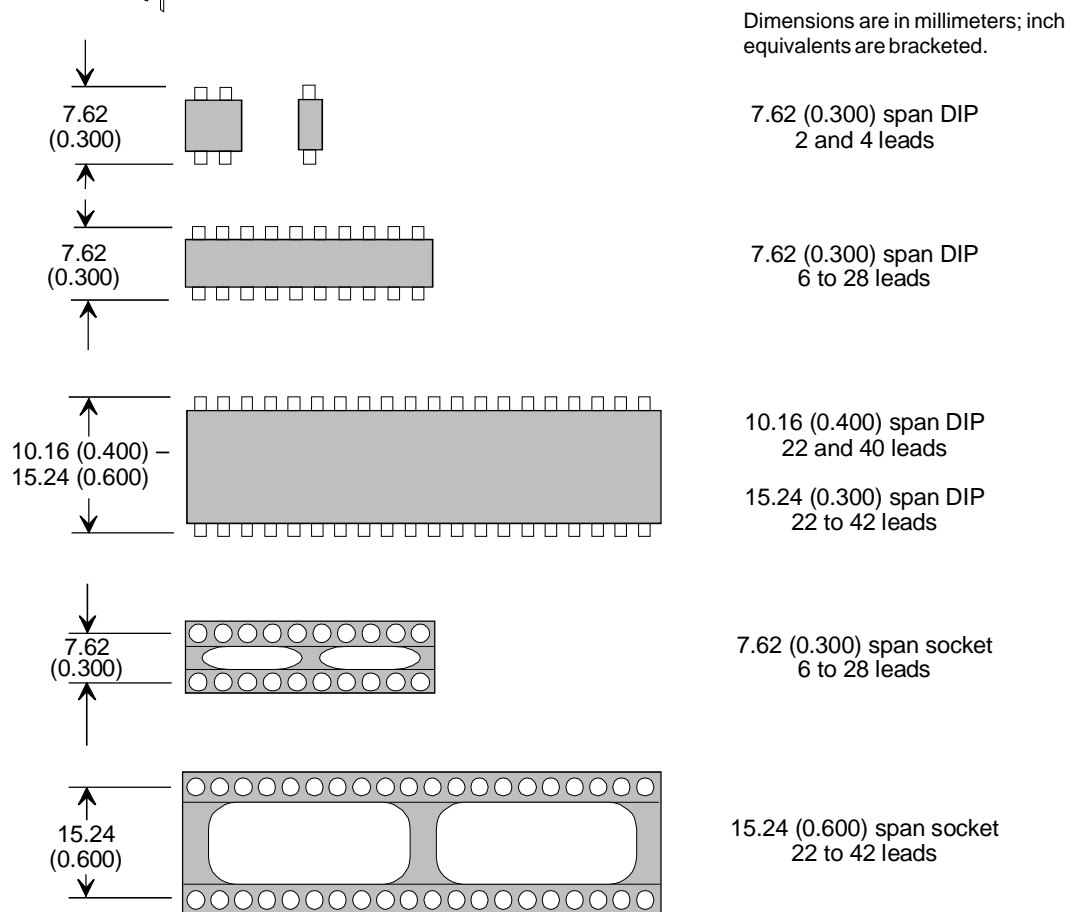 Dimensions are in millimeters; inch
equivalents are bracketed.
7.62
(0.300)
7.62 (0.300) span DIP
2 and 4 leads
7.62
(0.300)
7.62 (0.300) span DIP
6 to 28 leads
10.16 (0.400) –
15.24 (0.600)
10.16 (0.400) span DIP
22 and 40 leads
15.24 (0.300) span DIP
22 to 42 leads
7.62
(0.300)
7.62 (0.300) span socket
6 to 28 leads
15.24
(0.600)
15.24 (0.600) span socket
22 to 42 leads